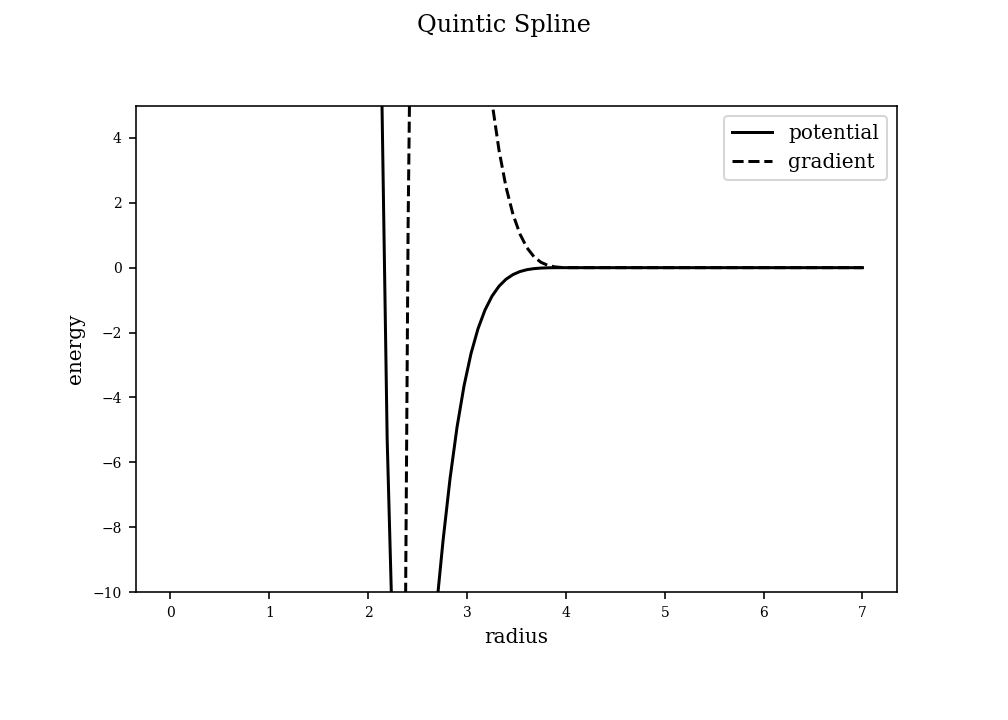 Quintic Spline
potential
gradient
4
2
0
−2
−4
−6
−8
−10
energy
0 1 2 3 4 5 6 7
radius